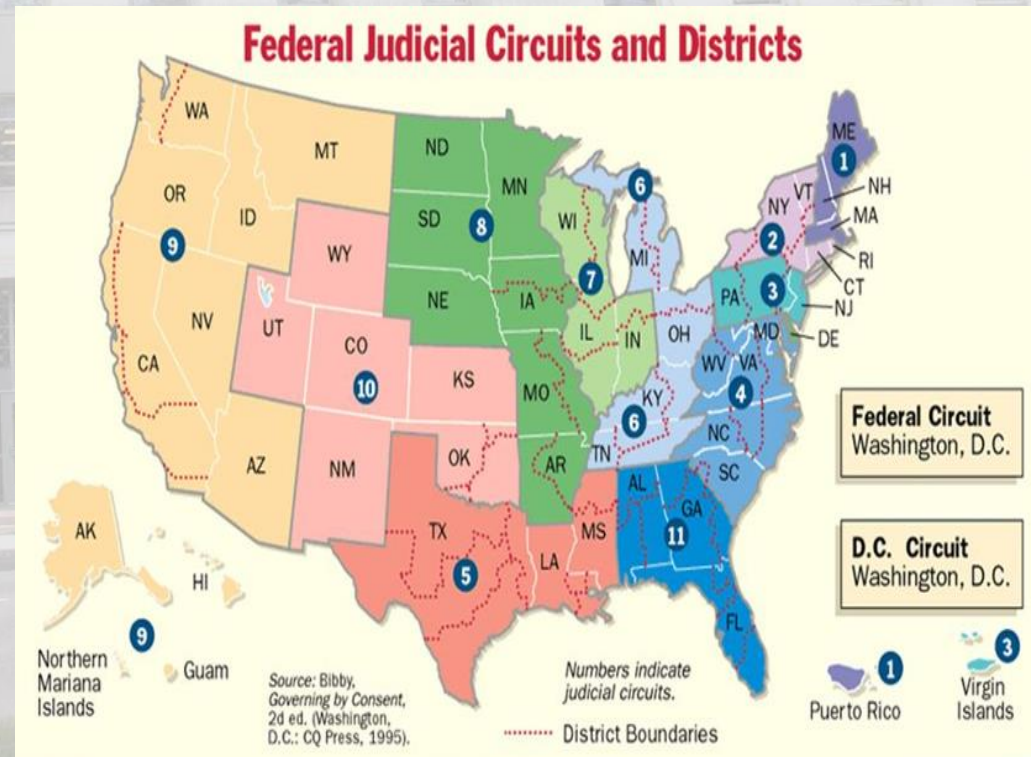 Federal Judicial Circuits and Districts
WA
MT
ND
MN
ME
1
OR
ID
SD
8
WI
6
VT
NH
NY
MA
9
WY
2
RI
MI
CT
7
3
PA
NJ
NE
IA
NV
UT
IL
IN
OH
MD
DE
CO
WV
VA
CA
KS
MO
KY
4
10
6
NC
TN
AZ
NM
OK
AR
SC
AL
GA
TX
MS
11
LA
5
FL
Federal Circuit
Washington, D.C.
D.C. Circuit
Washington, D.C.
AK
HI
9
Northern
Mariana
Islands
Guam
Source: Bibby,
Governing by Consent,
2d ed. (Washington,
D.C.: CQ Press, 1995).
Numbers indicate
judicial circuits.
District Boundaries
1
Puerto Rico
3
Virgin
Islands